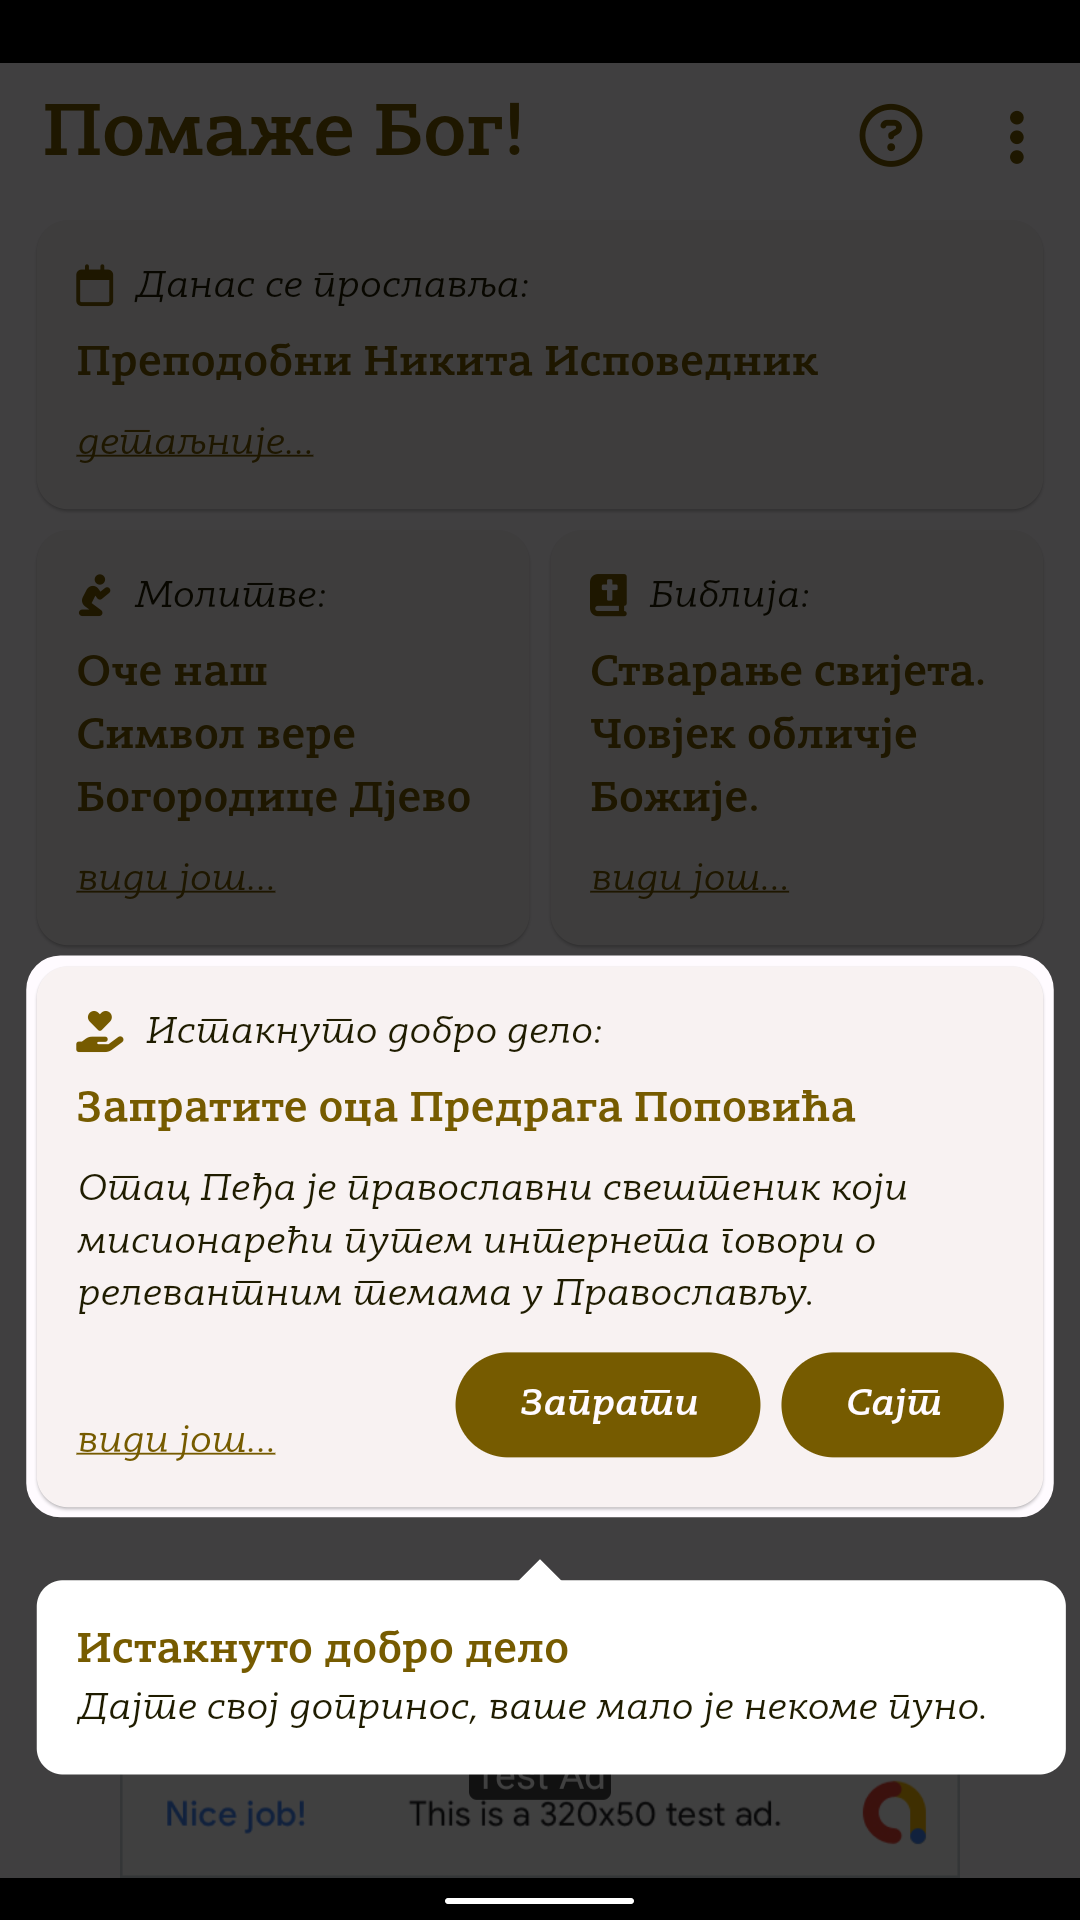 Помаже Бог!
Данас се прославља:
Преподобни Никита Исповедник
детаљније...
Молитве:
Оче наш
Символ вере
Богородице Дјево
види још...
Библија:
Стварање свијета.
Човјек обличје
Божије.
види још...
Истакнуто добро дело:
Запратите оца Предрага Поповића
Отац Пеђа је православни свештеник који
мисионарећи путем интернета говори о
релевантним темама у Православљу.
види још...
Запрати
Сајт
Истакнуто добро дело
Дајте свој допринос, ваше мало је некоме пуно.
Test Ad
Nice job!
This is a 320x50 test ad.